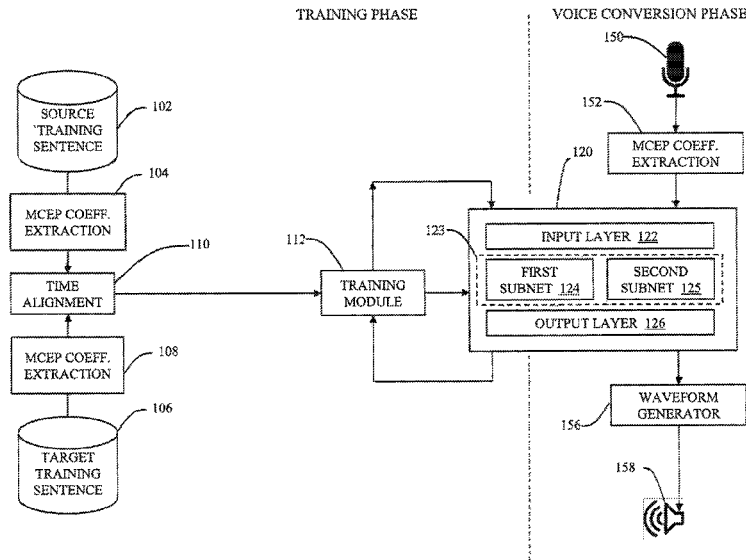 TRAINING PHASE
VOICE CONVERSION PHASE
150
102
SOURCE
TRAINING
SENTENCE
152
MCEP COEFF.
EXTRACTION
104
120
MCEP COEFF.
EXTRACTION
110
112
123
INPUT LAYER 122
TIME
ALIGNMENT
TRAINING
MODULE
FIRST
SUBNET 124
SECOND
SUBNET 125
OUTPUT LAYER 126
MCEP COEFF.
EXTRACTION
108
106
WAVEFORM
GENERATOR
156
TARGET
TRAINING
SENTENCE
158